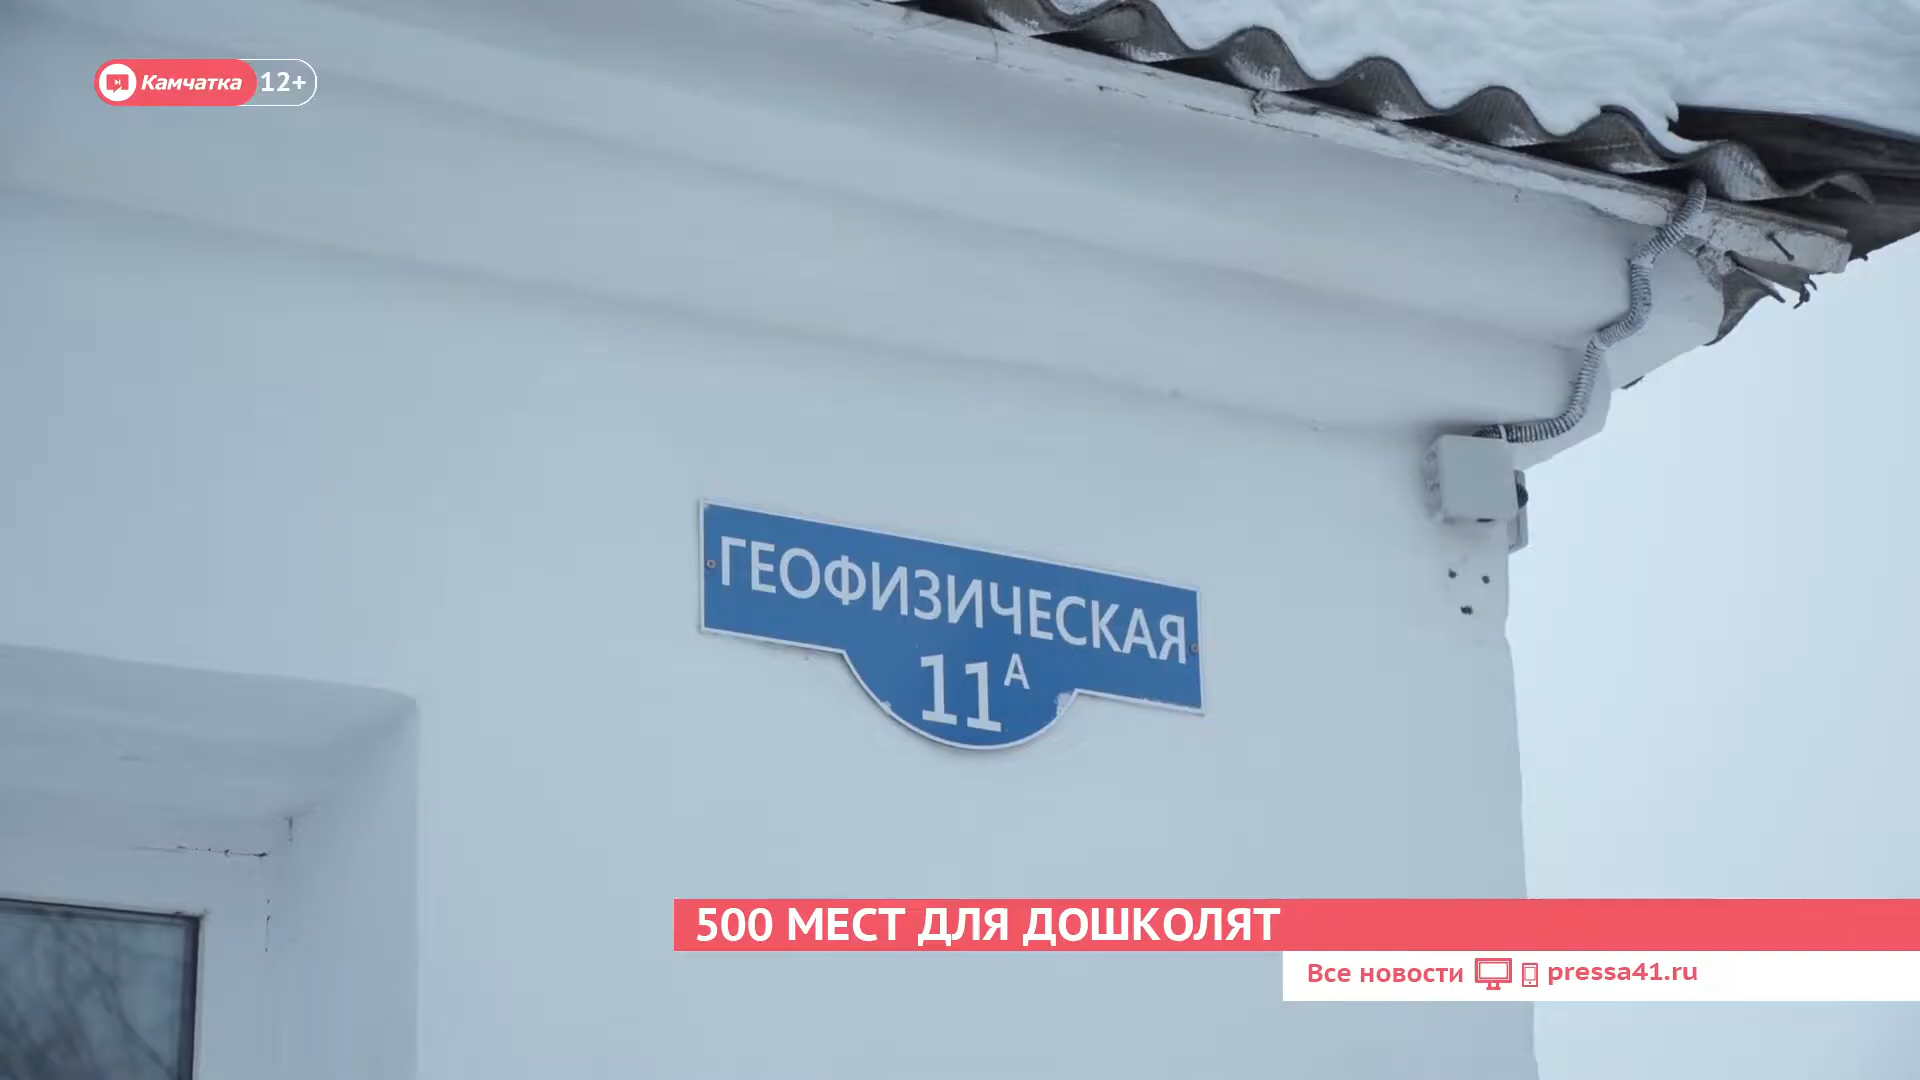 Камчатка 12+
ГЕОФИЗИЧЕСКАЯ
11А
500 МЕСТ ДЛЯ ДОШКОЛЯТ
Все новости pressa41.ru